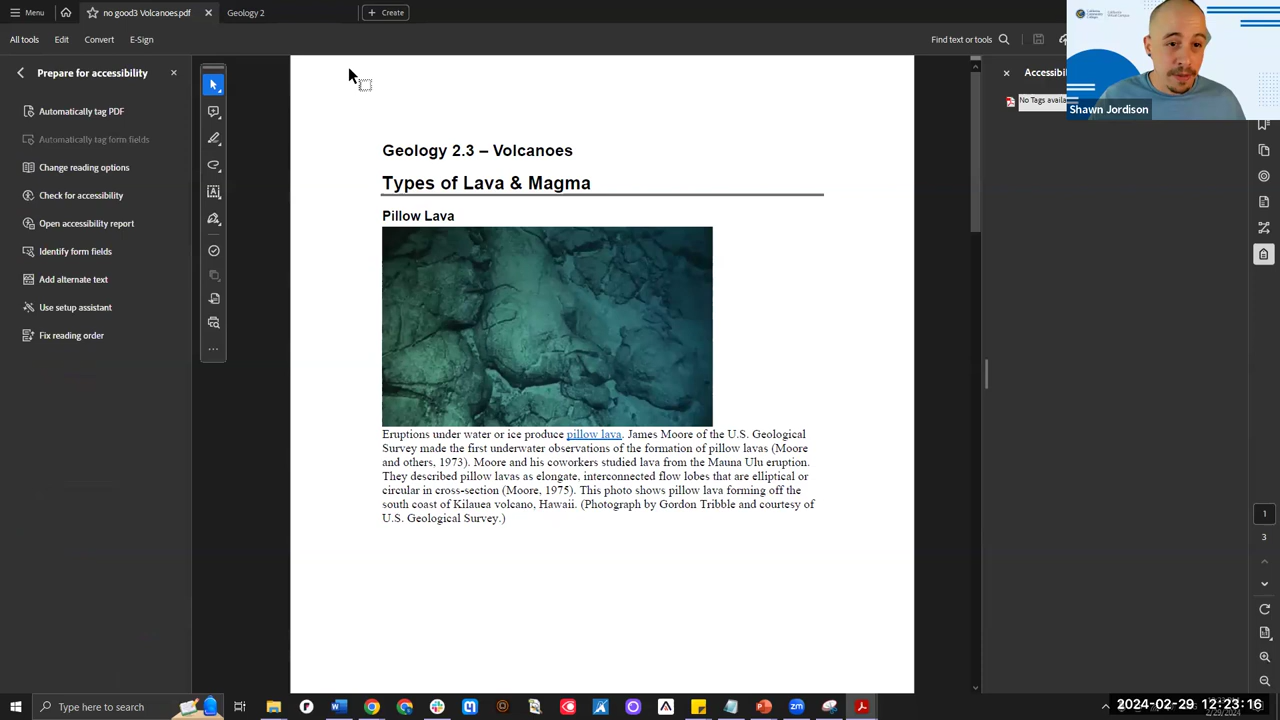 Menu
no good3 Volcanoes.pdf
Geology 2
Create
All tools
Edit
Convert
Sign
Find text or tools
Prepare for accessibility
Automatically tag PDF
Automatically tag form fields
Change reading options
Check for accessibility
Open accessibility report
Identify form fields
Add alternate text
Use setup assistant
Fix reading order
Geology 2.3 – Volcanoes
Types of Lava & Magma
Pillow Lava
Eruptions under water or ice produce pillow lava. James Moore of the U.S. Geological
Survey made the first underwater observations of the formation of pillow lavas (Moore
and others, 1973). Moore and his coworkers studied lava from the Mauna Ulu eruption.
They described pillow lavas as elongate, interconnected flow lobes that are elliptical or
circular in cross-section (Moore, 1975). This photo shows pillow lava forming off the
south coast of Kilauea volcano, Hawaii. (Photograph by Gordon Tribble and courtesy of
U.S. Geological Survey.)
Accessibi
No Tags availa
Shawn Jordison
1
3
Type here to search
2024-02-29 12:23:16